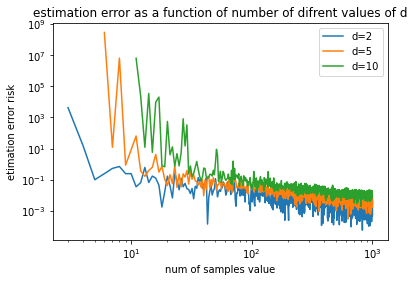 estimation error as a function of number of difrent values of d
etimation error risk
10⁹
10⁷
10⁵
10³
10¹
10⁻¹
10⁻³
d=2
d=5
d=10
10¹
10²
10³
num of samples value